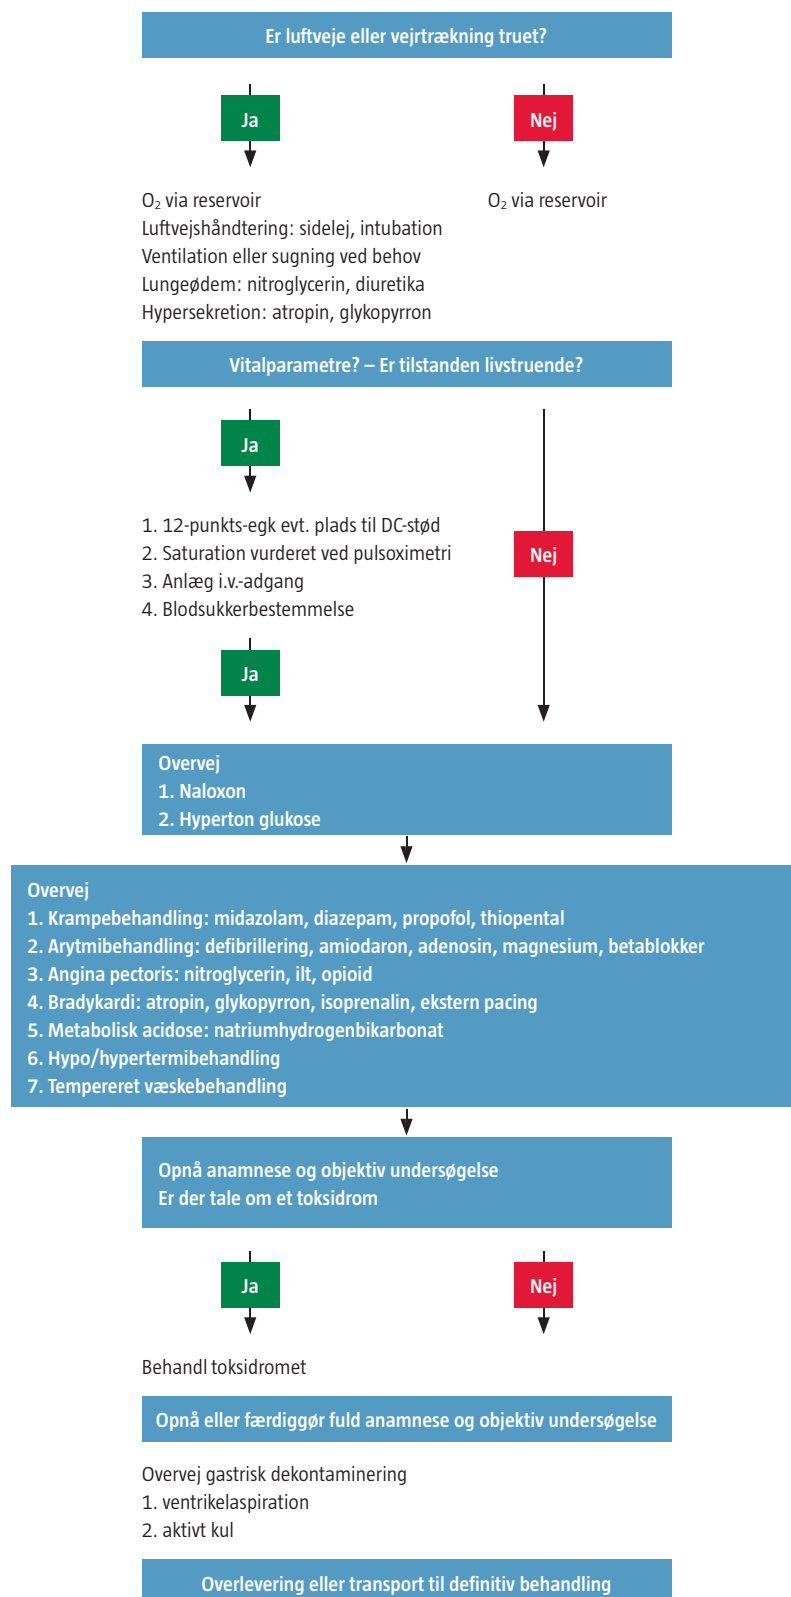 Er luftveje eller vejrtrækning truet?
Ja
Nej
O₂ via reservoir
Luftvejshåndtering: sidelej, intubation
Ventilation eller sugning ved behov
Lungeødem: nitroglycerin, diuretika
Hypersekretion: atropin, glykopyrron
O₂ via reservoir
Vitalparametre? – Er tilstanden livstruende?
Ja
1. 12-punkts-egk evt. plads til DC-stød
2. Saturation vurderet ved pulsoximetri
3. Anlæg i.v.-adgang
4. Blodsukkerbestemmelse
Nej
Ja
Overvej
1. Naloxon
2. Hyperton glukose
Overvej
1. Krampebehandling: midazolam, diazepam, propofol, thiopental
2. Arytmibehandling: defibrillering, amiodaron, adenosin, magnesium, betablokker
3. Angina pectoris: nitroglycerin, ilt, opioid
4. Bradykardi: atropin, glykopyrron, isoprenalin, ekstern pacing
5. Metabolisk acidose: natriumhydrogenbikarbonat
6. Hypo/hypertermibehandling
7. Tempereret væskebehandling
Opnå anamnese og objektiv undersøgelse
Er der tale om et toksidrom
Ja
Nej
Behandl toksidromet
Opnå eller færdiggør fuld anamnese og objektiv undersøgelse
Overvej gastrisk dekontaminering
1. ventrikelaspiration
2. aktivt kul
Overlevering eller transport til definitiv behandling